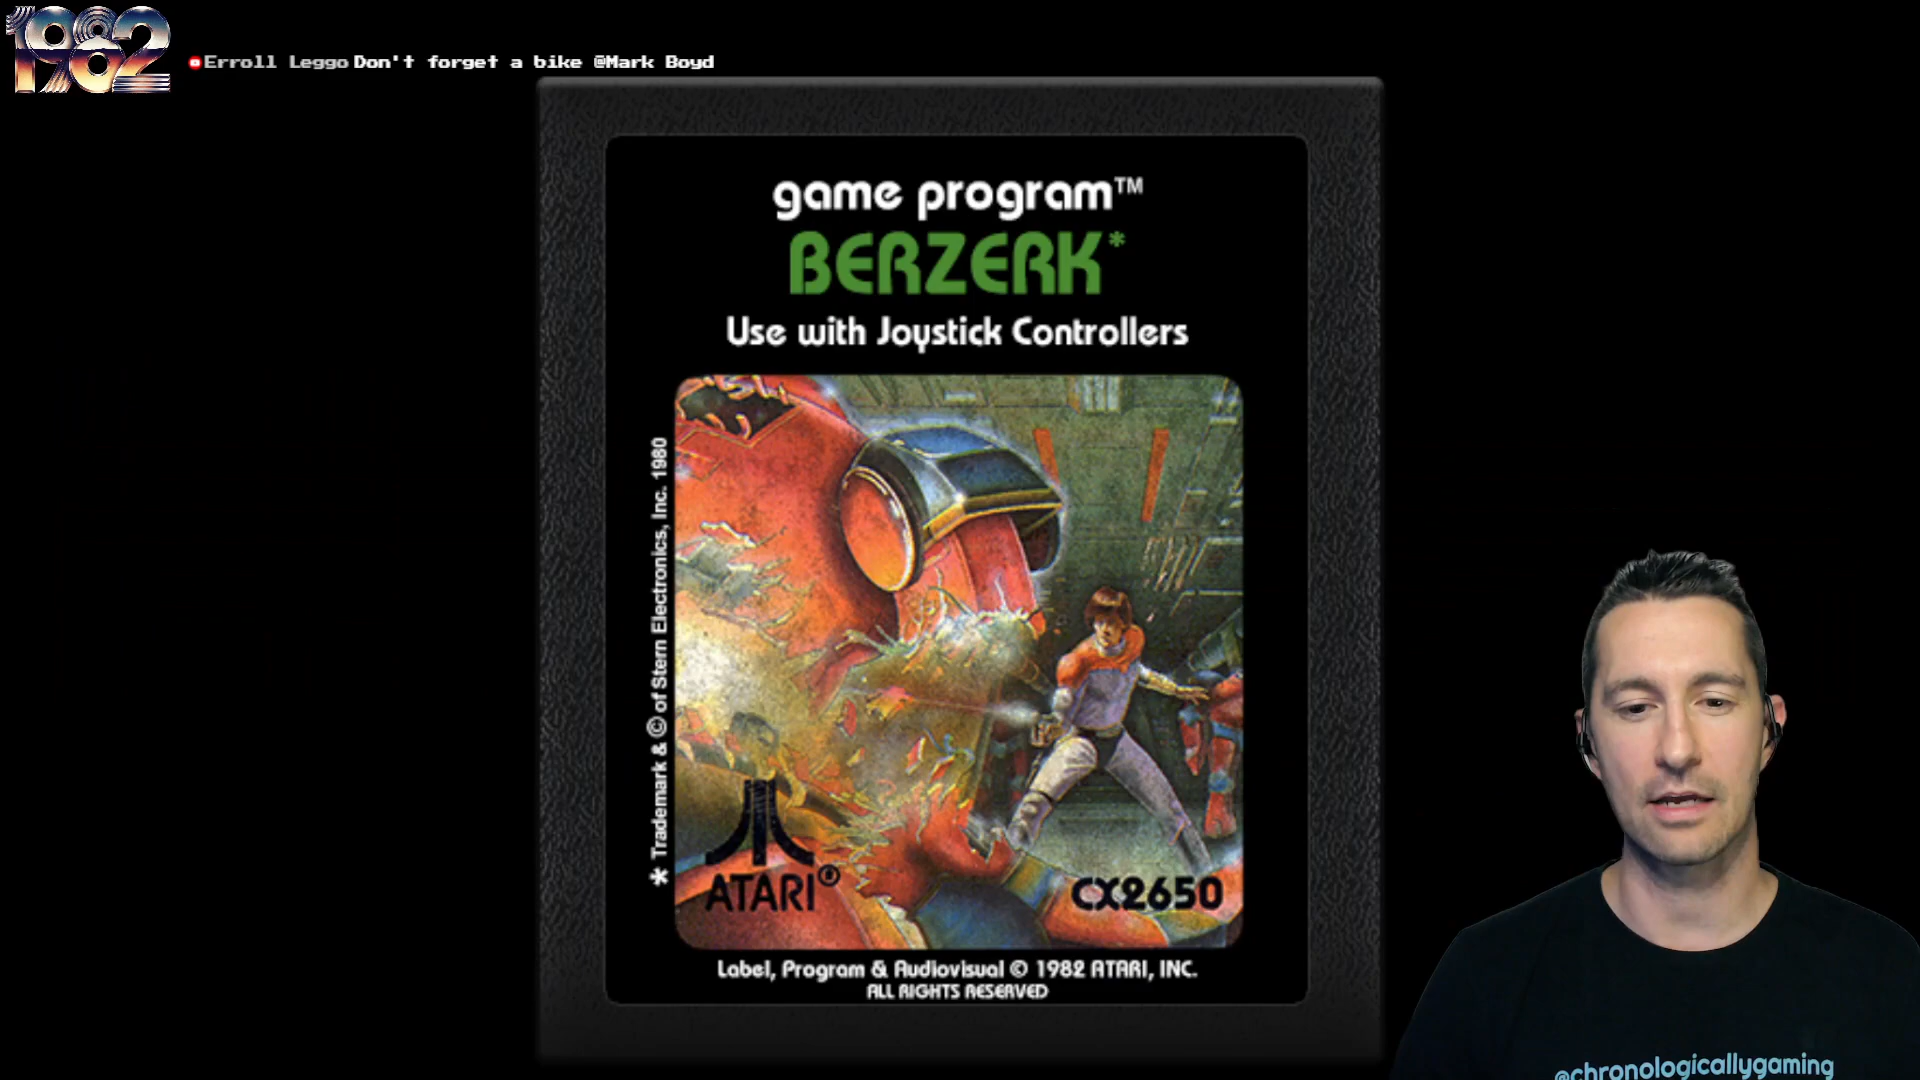 1982
Erroll Leggo Don't forget a bike @Mark Boyd
game program™
BERZERK*
Use with Joystick Controllers
* Trademark & © of Stern Electronics, Inc. 1980
ATARI®
CX2650
Label, Program & Audiovisual © 1982 ATARI, INC.
ALL RIGHTS RESERVED
@chronologicallygaming